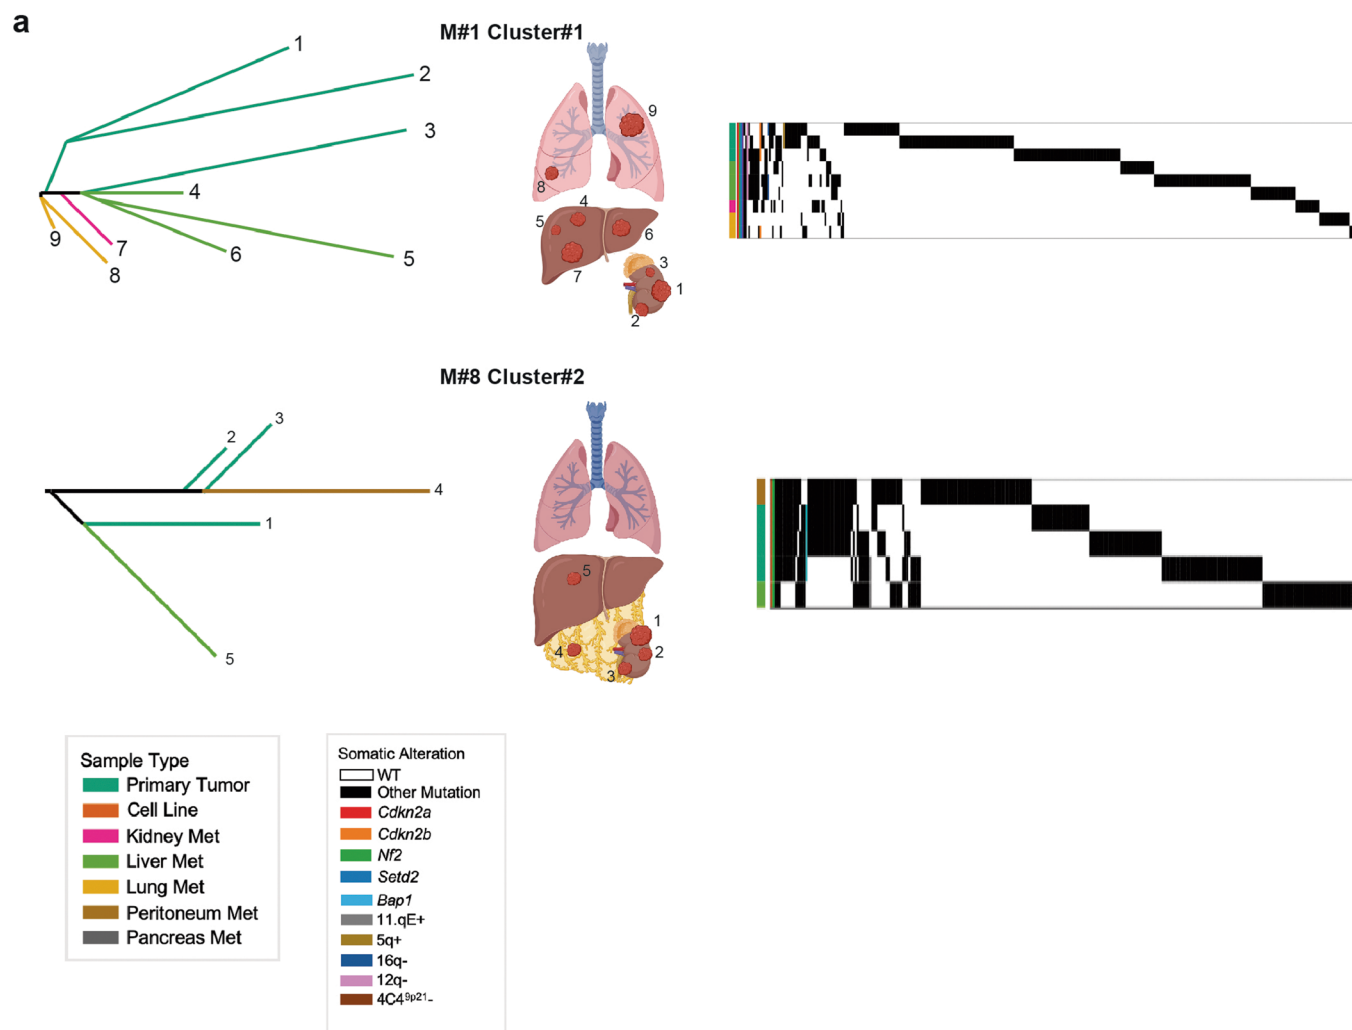 a
M#1 Cluster#1
1
2
3
4
5
6
7
8
9
9
8
4
5
6
7
3
1
2
M#8 Cluster#2
3
2
4
1
5
5
1
4
2
3
Sample Type
Primary Tumor
Cell Line
Kidney Met
Liver Met
Lung Met
Peritoneum Met
Pancreas Met
Somatic Alteration
WT
Other Mutation
Cdkn2a
Cdkn2b
Nf2
Setd2
Bap1
11.qE+
5q+
16q-
12q-
4C4⁹ᵖ²¹-